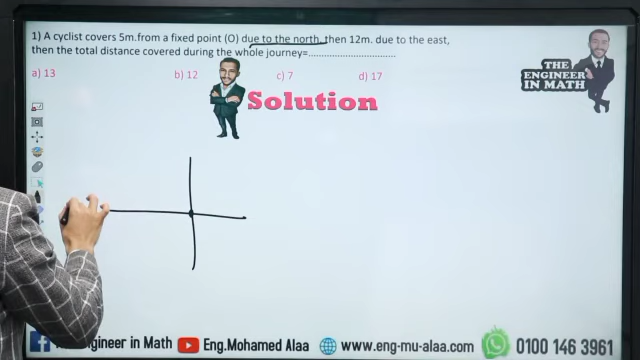 1) A cyclist covers 5m.from a fixed point (O) due to the north, then 12m. due to the east,
then the total distance covered during the whole journey=................................
a) 13 b) 12 c) 7 d) 17
THE
ENGINEER
IN MATH
Solution
gineer in Math Eng.Mohamed Alaa www.eng-mu-alaa.com 0100 146 3961